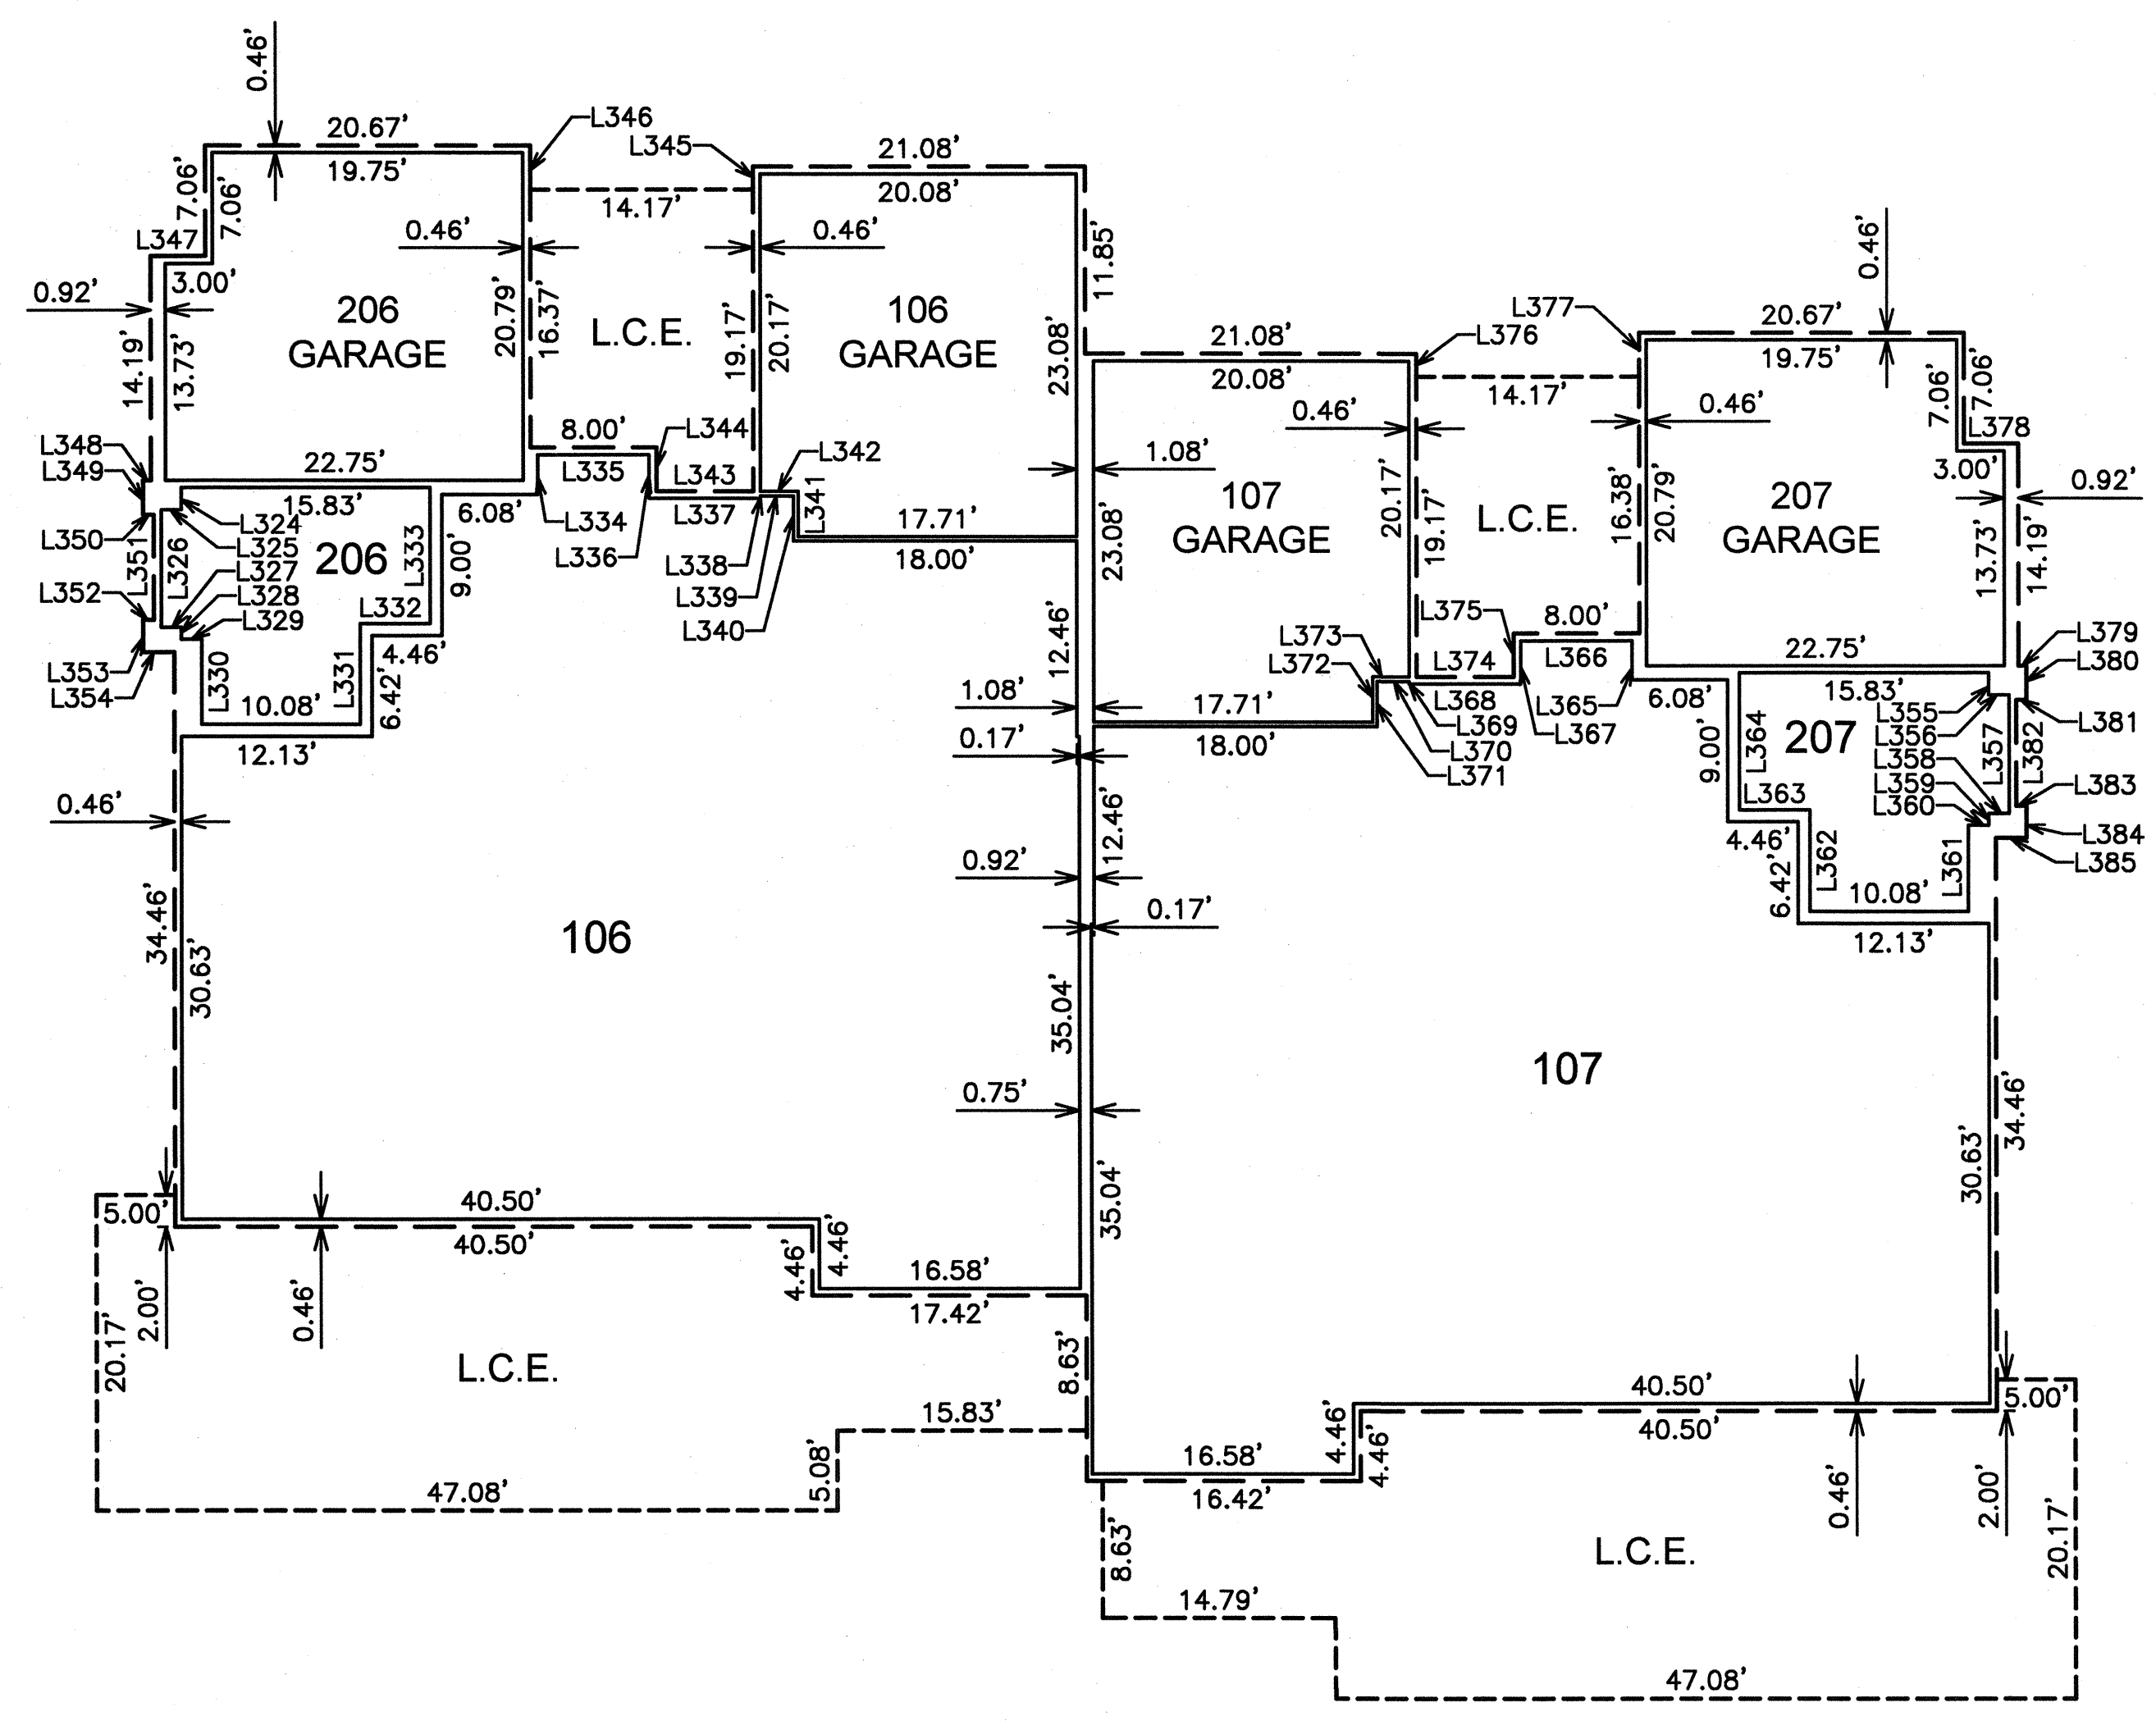 0.46'
20.67'
19.75'
7.06'
7.06'
L346
L345
21.08'
20.08'
14.17'
L347
3.00'
0.92'
0.46'
0.46'
206
GARAGE
20.79'
16.37'
L.C.E.
19.17'
20.17'
106
GARAGE
23.08'
11.85'
14.19'
13.73'
L348
L349
22.75'
8.00'
L335
L344
L343
L342
L341
15.83'
L324
L325
L350
L351
L326
206
L333
6.08'
9.00'
L334
L336
L337
L338
L339
L340
17.71'
18.00'
L327
L328
L329
L352
L353
L354
L330
L331
L332
4.46'
6.42'
10.08'
12.13'
12.46'
1.08'
0.17'
0.46'
0.92'
34.46'
30.63'
106
35.04'
0.75'
5.00'
2.00'
20.17'
40.50'
40.50'
0.46'
4.46'
4.46'
16.58'
17.42'
L.C.E.
8.63'
15.83'
5.08'
47.08'
21.08'
20.08'
0.46'
1.08'
107
GARAGE
23.08'
20.17'
19.17'
L376
L377
14.17'
L.C.E.
16.38'
20.79'
0.46'
20.67'
19.75'
0.46'
7.06'
7.06'
L378
3.00'
0.92'
207
GARAGE
13.73'
14.19'
22.75'
L375
8.00'
L366
L373
L372
L374
L368
L369
L370
L371
L365
L367
17.71'
18.00'
6.08'
15.83'
207
L364
L363
9.00'
4.46'
6.42'
L362
L355
L356
L357
L358
L359
L360
L361
L379
L380
L381
L382
L383
L384
L385
10.08'
12.13'
12.46'
0.17'
35.04'
107
34.46'
30.63'
40.50'
40.50'
0.46'
5.00'
2.00'
20.17'
4.46'
4.46'
16.58'
16.42'
8.63'
14.79'
L.C.E.
47.08'